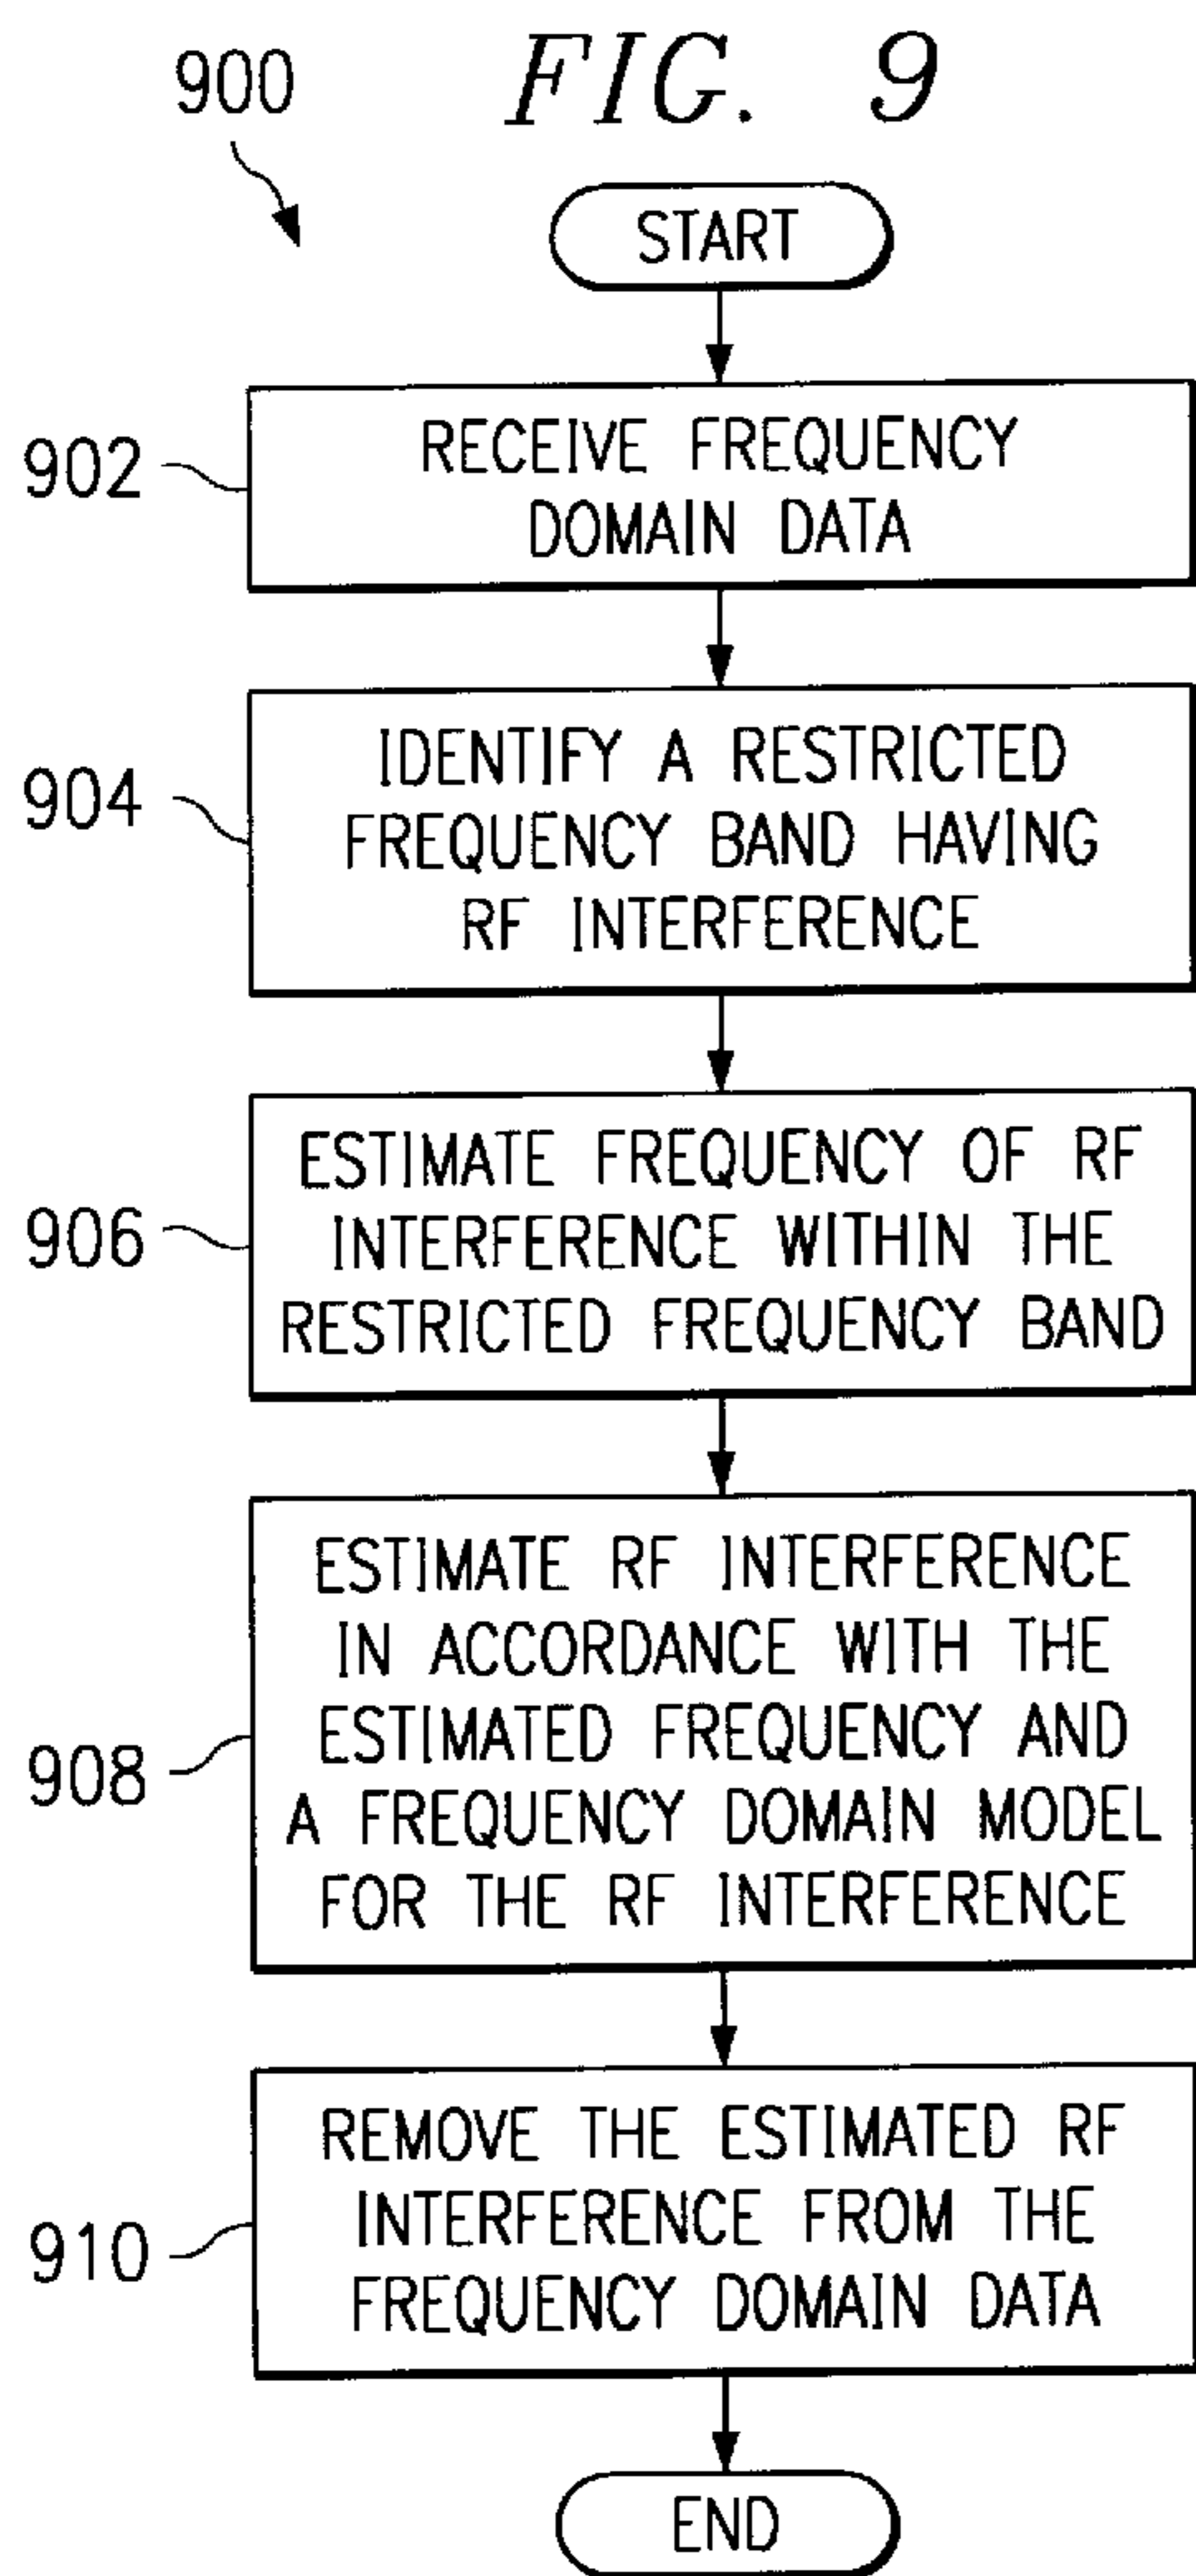 FIG. 9
900
START
902
RECEIVE FREQUENCY
DOMAIN DATA
904
IDENTIFY A RESTRICTED
FREQUENCY BAND HAVING
RF INTERFERENCE
906
ESTIMATE FREQUENCY OF RF
INTERFERENCE WITHIN THE
RESTRICTED FREQUENCY BAND
908
ESTIMATE RF INTERFERENCE
IN ACCORDANCE WITH THE
ESTIMATED FREQUENCY AND
A FREQUENCY DOMAIN MODEL
FOR THE RF INTERFERENCE
910
REMOVE THE ESTIMATED RF
INTERFERENCE FROM THE
FREQUENCY DOMAIN DATA
END